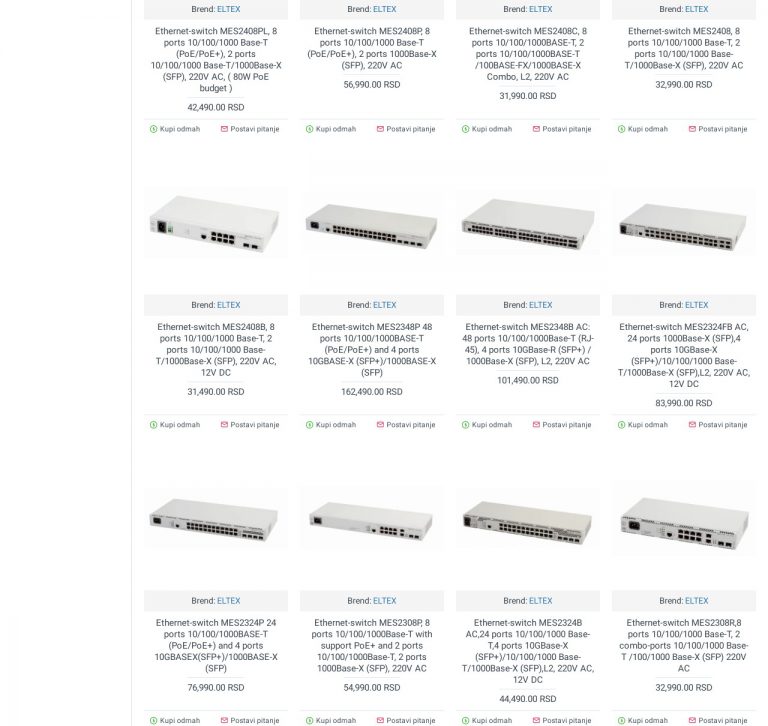 Brend: ELTEX
Ethernet-switch MES2408PL, 8
ports 10/100/1000 Base-T
(PoE/PoE+), 2 ports
10/100/1000 Base-T/1000Base-X
(SFP), 220V AC, ( 80W PoE
budget )
42,490.00 RSD
Kupi odmah
Postavi pitanje
Brend: ELTEX
Ethernet-switch MES2408P, 8
ports 10/100/1000 Base-T
(PoE/PoE+), 2 ports 1000Base-X
(SFP), 220V AC
56,990.00 RSD
Kupi odmah
Postavi pitanje
Brend: ELTEX
Ethernet-switch MES2408C, 8
ports 10/100/1000BASE-T, 2
ports 10/100/1000BASE-T
/100BASE-FX/1000BASE-X
Combo, L2, 220V AC
31,990.00 RSD
Kupi odmah
Postavi pitanje
Brend: ELTEX
Ethernet-switch MES2408, 8
ports 10/100/1000 Base-T, 2
ports 10/100/1000 Base-
T/1000Base-X (SFP), 220V AC
32,990.00 RSD
Kupi odmah
Postavi pitanje
Brend: ELTEX
Ethernet-switch MES2408B, 8
ports 10/100/1000 Base-T, 2
ports 10/100/1000 Base-
T/1000Base-X (SFP), 220V AC,
12V DC
31,490.00 RSD
Kupi odmah
Postavi pitanje
Brend: ELTEX
Ethernet-switch MES2348P 48
ports 10/100/1000BASE-T
(PoE/PoE+) and 4 ports
10GBASE-X (SFP+)/1000BASE-X
(SFP)
162,490.00 RSD
Kupi odmah
Postavi pitanje
Brend: ELTEX
Ethernet-switch MES2348B AC:
48 ports 10/100/1000Base-T (RJ-
45), 4 ports 10GBase-R (SFP+) /
1000Base-X (SFP), L2, 220V AC
101,490.00 RSD
Kupi odmah
Postavi pitanje
Brend: ELTEX
Ethernet-switch MES2324FB AC,
24 ports 1000Base-X (SFP),4
ports 10GBase-X
(SFP+)/10/100/1000 Base-
T/1000Base-X (SFP),L2, 220V AC,
12V DC
83,990.00 RSD
Kupi odmah
Postavi pitanje
Brend: ELTEX
Ethernet-switch MES2324P 24
ports 10/100/1000BASE-T
(PoE/PoE+) and 4 ports
10GBASEX(SFP+)/1000BASE-X
(SFP)
76,990.00 RSD
Kupi odmah
Postavi pitanje
Brend: ELTEX
Ethernet-switch MES2308P, 8
ports 10/100/1000Base-T with
support PoE+ and 2 ports
10/100/1000Base-T, 2 ports
1000Base-X (SFP), 220V AC
54,990.00 RSD
Kupi odmah
Postavi pitanje
Brend: ELTEX
Ethernet-switch MES2324B
AC,24 ports 10/100/1000 Base-
T,4 ports 10GBase-X
(SFP+)/10/100/1000 Base-
T/1000Base-X (SFP),L2, 220V AC,
12V DC
44,490.00 RSD
Kupi odmah
Postavi pitanje
Brend: ELTEX
Ethernet-switch MES2308R,8
ports 10/100/1000 Base-T, 2
combo-ports 10/100/1000 Base-
T /100/1000 Base-X (SFP) 220V
AC
32,990.00 RSD
Kupi odmah
Postavi pitanje